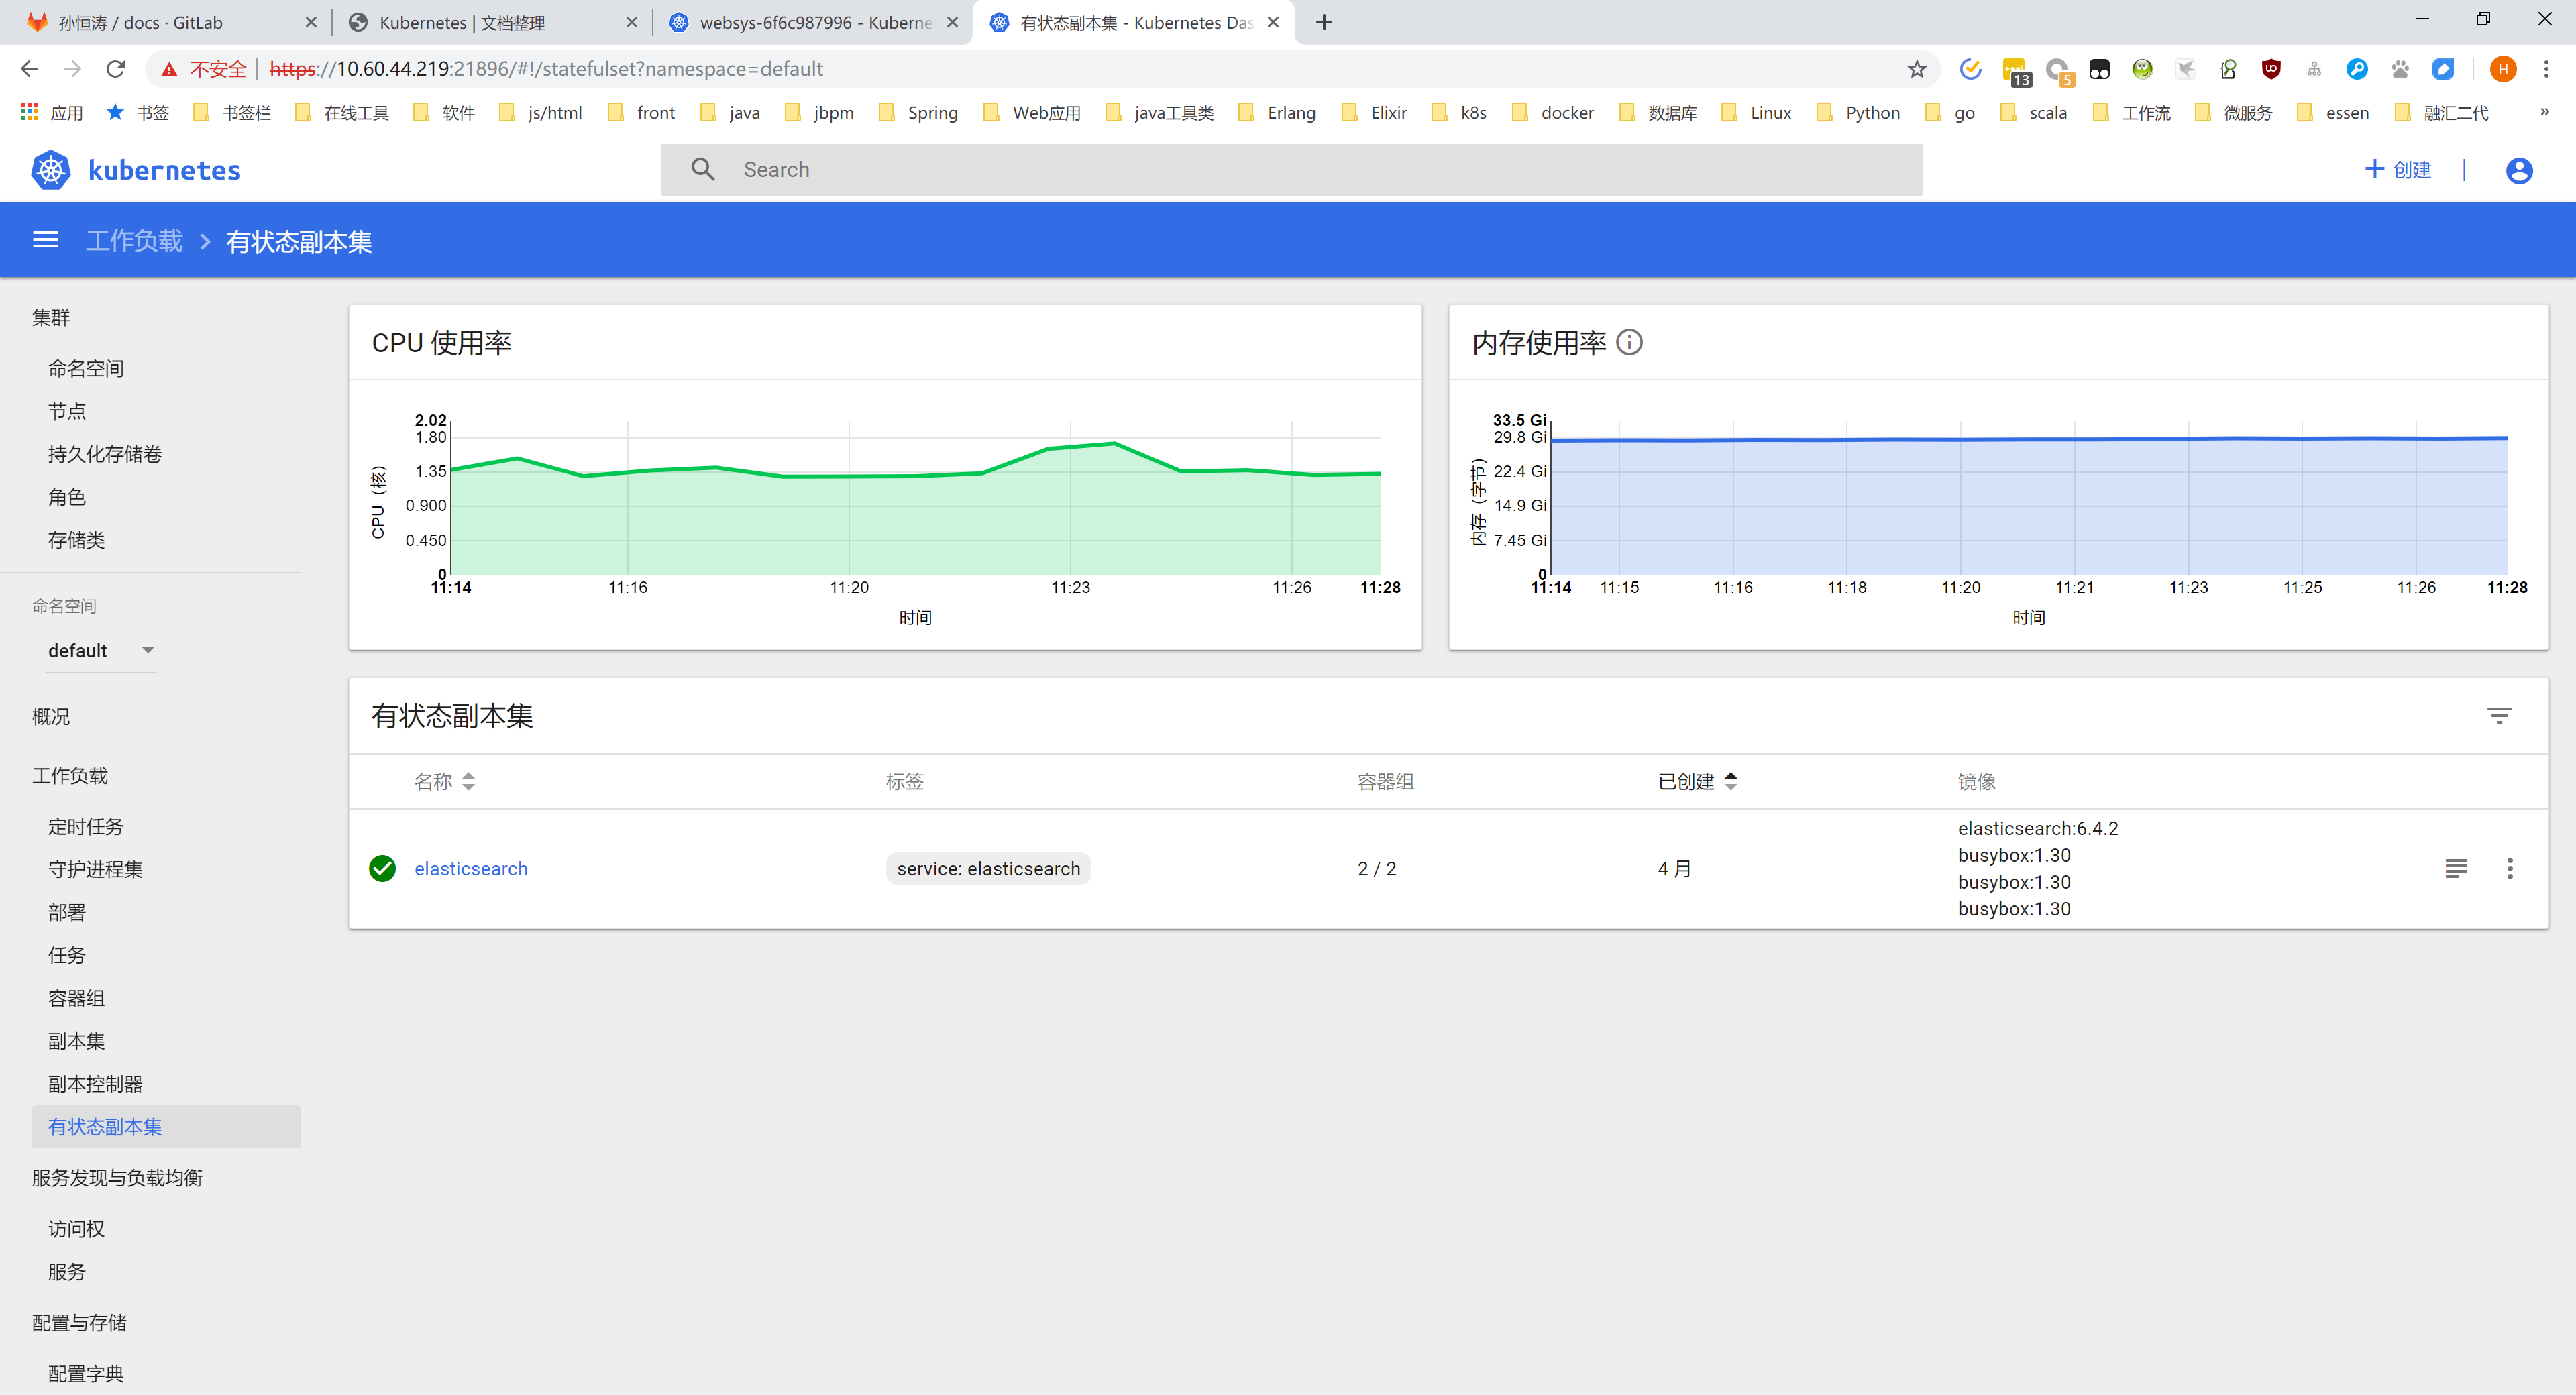 孙恒涛 / docs · GitLab
Kubernetes | 文档整理
websys-6f6c987996 - Kuberne
有状态副本集 - Kubernetes Das
不安全 | https://10.60.44.219:21896/#!/statefulset?namespace=default
13
5
H
应用 书签 书签栏 在线工具 软件 js/html front java jbpm Spring Web应用 java工具类 Erlang Elixir k8s docker 数据库 Linux Python go scala 工作流 微服务 essen 融汇二代 »
kubernetes
Search
创建
工作负载 > 有状态副本集
集群
命名空间
节点
持久化存储卷
角色
存储类
命名空间
default
概况
工作负载
定时任务
守护进程集
部署
任务
容器组
副本集
副本控制器
有状态副本集
服务发现与负载均衡
访问权
服务
配置与存储
配置字典
CPU 使用率
CPU（核）
2.02
1.80
1.35
0.900
0.450
0
11:14 11:16 11:20 11:23 11:26 11:28
时间
内存使用率
内存（字节）
33.5 Gi
29.8 Gi
22.4 Gi
14.9 Gi
7.45 Gi
0
11:14 11:15 11:16 11:18 11:20 11:21 11:23 11:25 11:26 11:28
时间
有状态副本集
名称 标签 容器组 已创建 镜像
elasticsearch service: elasticsearch 2 / 2 4 月
elasticsearch:6.4.2
busybox:1.30
busybox:1.30
busybox:1.30